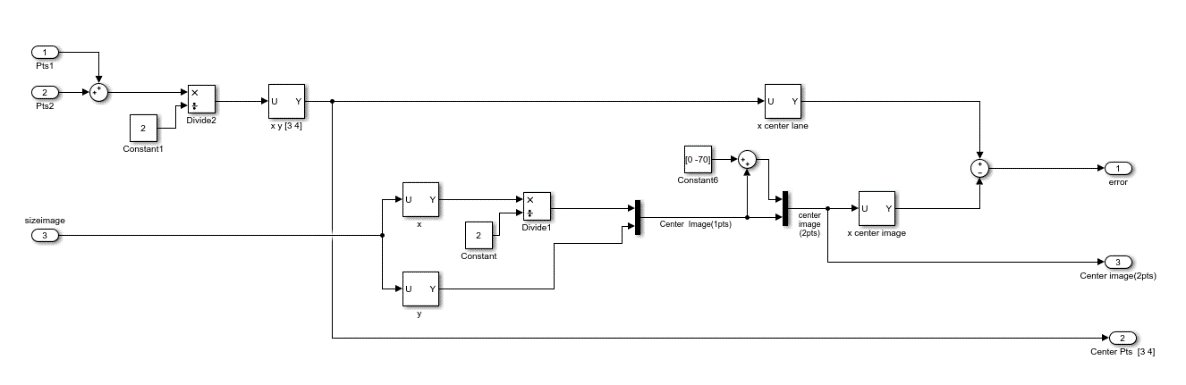 1
Pts1
2
Pts2
+
+
2
Constant1
×
÷
Divide2
U Y
x y [3 4]
U Y
x center lane
[0 -70]
Constant6
+
+
+
−
1
error
sizeimage
3
U Y
x
2
Constant
×
÷
Divide1
Center Image(1pts)
center
image
(2pts)
U Y
x center image
3
Center image(2pts)
U Y
y
2
Center Pts [3 4]